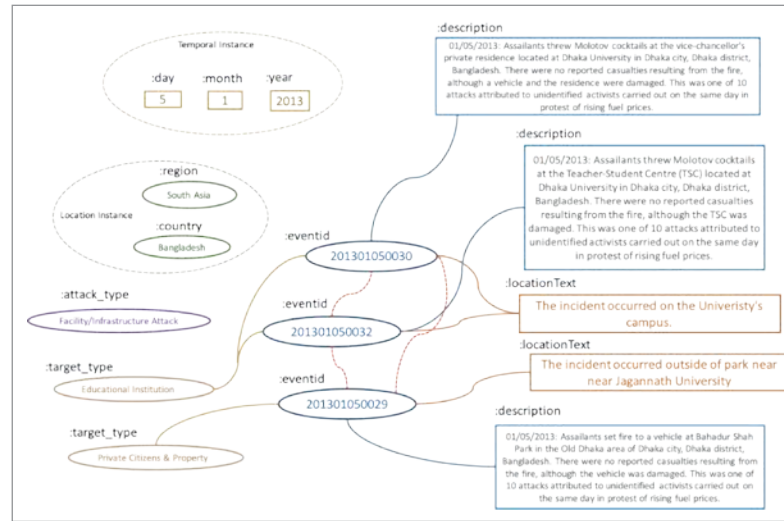 Temporal Instance
:day
:month
:year
5
1
2013
:description
01/05/2013: Assailants threw Molotov cocktails at the vice-chancellor's
private residence located at Dhaka University in Dhaka city, Dhaka district,
Bangladesh. There were no reported casualties resulting from the fire,
although a vehicle and the residence were damaged. This was one of 10
attacks attributed to unidentified activists carried out on the same day in
protest of rising fuel prices.
:description
01/05/2013: Assailants threw Molotov cocktails
at the Teacher-Student Centre (TSC) located at
Dhaka University in Dhaka city, Dhaka district,
Bangladesh. There were no reported casualties
resulting from the fire, although the TSC was
damaged. This was one of 10 attacks attributed to
unidentified activists carried out on the same day
in protest of rising fuel prices.
:region
South Asia
Location Instance
:country
Bangladesh
:eventid
201301050030
:attack_type
Facility/Infrastructure Attack
:eventid
201301050032
:locationText
The incident occurred on the Univeristy's
campus.
:target_type
Educational Institution
:eventid
201301050029
:locationText
The incident occurred outside of park near
near Jagannath University
:target_type
Private Citizens & Property
:description
01/05/2013: Assailants set fire to a vehicle at Bahadur Shah
Park in the Old Dhaka area of Dhaka city, Dhaka district,
Bangladesh. There were no reported casualties resulting from
the fire, although the vehicle was damaged. This was one of
10 attacks attributed to unidentified activists carried out on
the same day in protest of rising fuel prices.